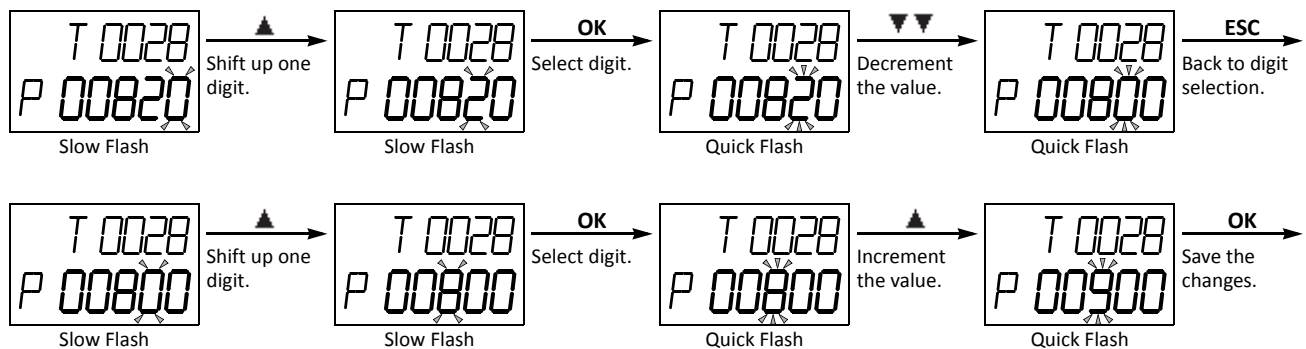 T 0028
P 00820
Slow Flash
Shift up one
digit.
T 0028
P 00820
Slow Flash
OK
Select digit.
T 0028
P 00820
Quick Flash
Decrement
the value.
T 0028
P 00800
Quick Flash
ESC
Back to digit
selection.
T 0028
P 00800
Slow Flash
Shift up one
digit.
T 0028
P 00800
Slow Flash
OK
Select digit.
T 0028
P 00800
Quick Flash
Increment
the value.
T 0028
P 00900
Quick Flash
OK
Save the
changes.